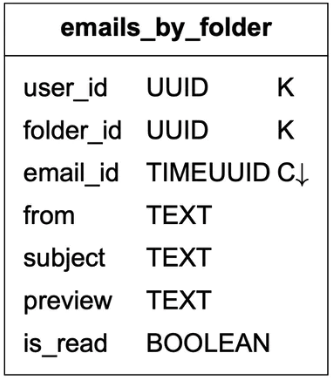 emails_by_folder
user_id UUID K
folder_id UUID K
email_id TIMEUUID C↓
from TEXT
subject TEXT
preview TEXT
is_read BOOLEAN